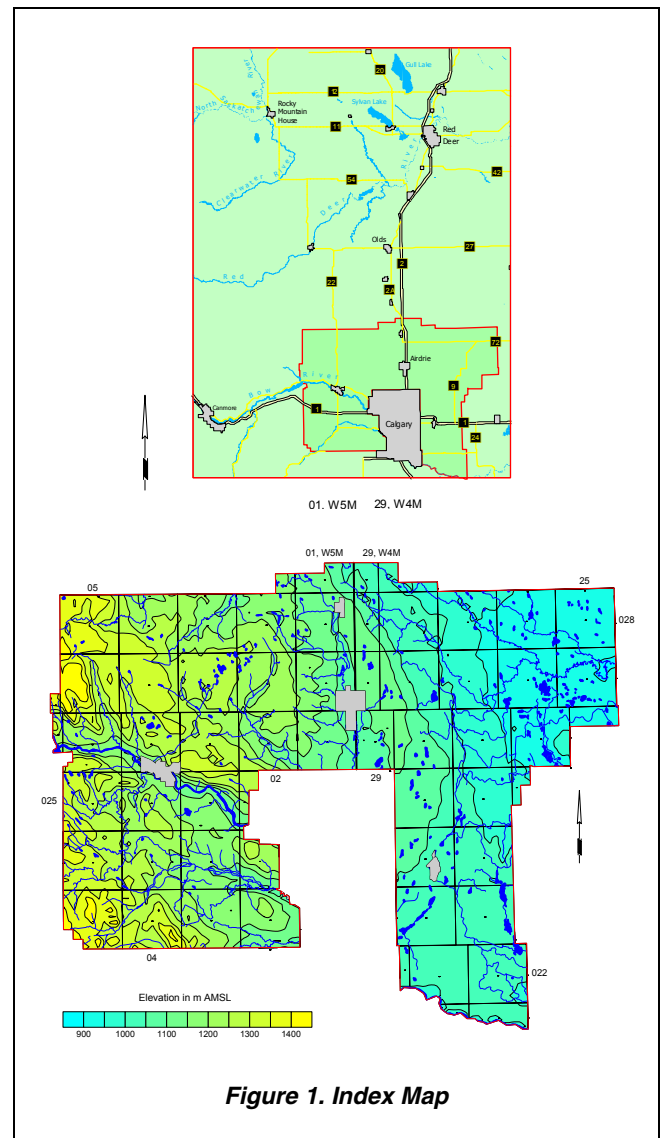 20
Gull Lake
River
12
Sylvan Lake
North Saskatchewan
Rocky
Mountain
House
11
Red
Deer
River
42
54
Clearwater River
Deer
Olds
27
2
Red
22
2A
72
Airdrie
Bow River
9
Canmore
1
Calgary
1
24
01, W5M 29, W4M
01, W5M 29, W4M
05
25
028
02
29
025
04
022
Elevation in m AMSL
900 1000 1100 1200 1300 1400
Figure 1. Index Map